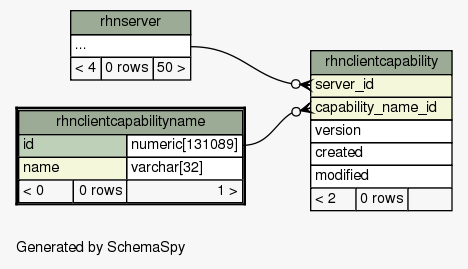 rhnserver
...
< 4 0 rows 50 >
rhnclientcapability
server_id
capability_name_id
version
created
modified
< 2 0 rows
rhnclientcapabilityname
id numeric[131089]
name varchar[32]
< 0 0 rows 1 >
Generated by SchemaSpy